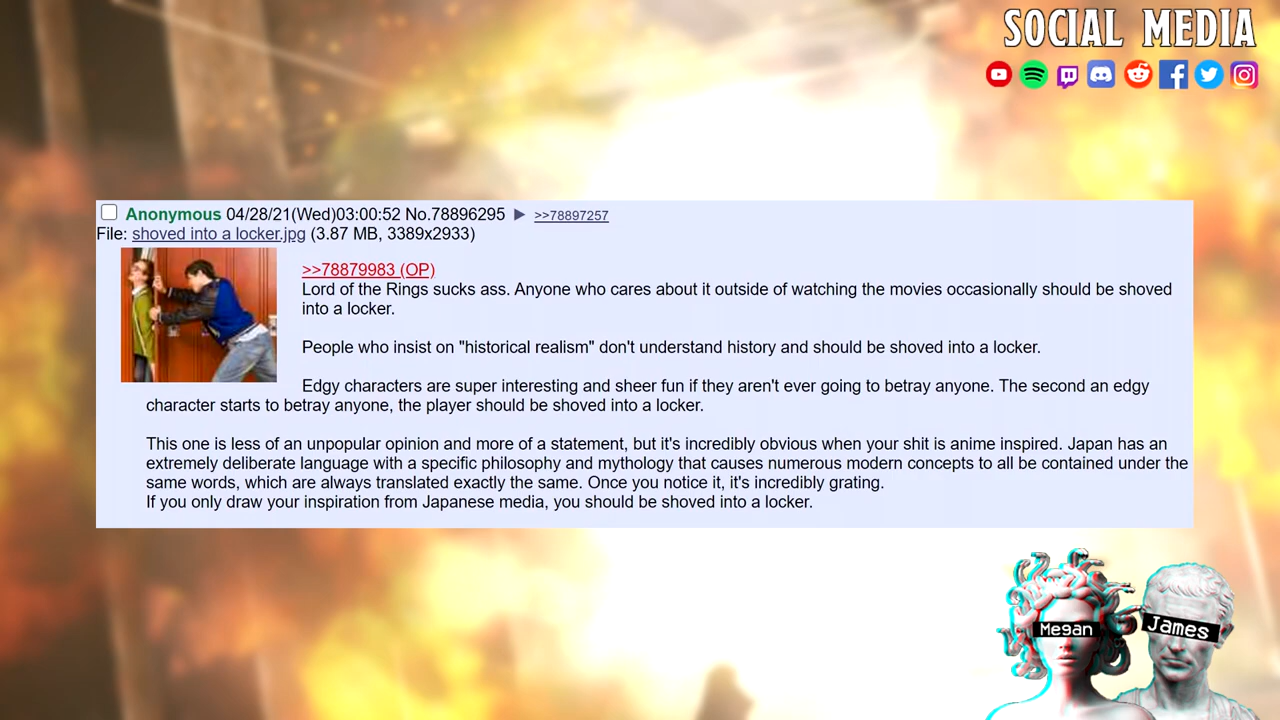 SOCIAL MEDIA
Anonymous 04/28/21(Wed)03:00:52 No.78896295 ▶ >>78897257
File: shoved into a locker.jpg (3.87 MB, 3389x2933)
>>78879983 (OP)
Lord of the Rings sucks ass. Anyone who cares about it outside of watching the movies occasionally should be shoved
into a locker.
People who insist on "historical realism" don't understand history and should be shoved into a locker.
Edgy characters are super interesting and sheer fun if they aren't ever going to betray anyone. The second an edgy
character starts to betray anyone, the player should be shoved into a locker.
This one is less of an unpopular opinion and more of a statement, but it's incredibly obvious when your shit is anime inspired. Japan has an
extremely deliberate language with a specific philosophy and mythology that causes numerous modern concepts to all be contained under the
same words, which are always translated exactly the same. Once you notice it, it's incredibly grating.
If you only draw your inspiration from Japanese media, you should be shoved into a locker.
Megan
James